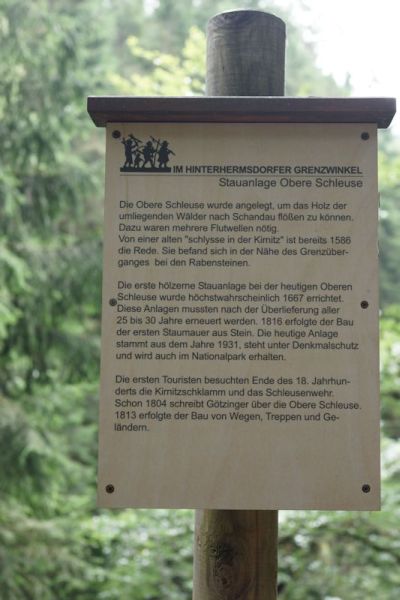 IM HINTERHERMSDORFER GRENZWINKEL
Stauanlage Obere Schleuse
Die Obere Schleuse wurde angelegt, um das Holz der
umliegenden Wälder nach Schandau flößen zu können.
Dazu waren mehrere Flutwellen nötig.
Von einer alten "schlysse in der Kirnitz" ist bereits 1586
die Rede. Sie befand sich in der Nähe des Grenzüber-
ganges bei den Rabensteinen.
Die erste hölzerne Stauanlage bei der heutigen Oberen
Schleuse wurde höchstwahrscheinlich 1667 errichtet.
Diese Anlagen mussten nach der Überlieferung aller
25 bis 30 Jahre erneuert werden. 1816 erfolgte der Bau
der ersten Staumauer aus Stein. Die heutige Anlage
stammt aus dem Jahre 1931, steht unter Denkmalschutz
und wird auch im Nationalpark erhalten.
Die ersten Touristen besuchten Ende des 18. Jahrhun-
derts die Kirnitzschklamm und das Schleusenwehr.
Schon 1804 schreibt Götzinger über die Obere Schleuse.
1813 erfolgte der Bau von Wegen, Treppen und Ge-
ländern.